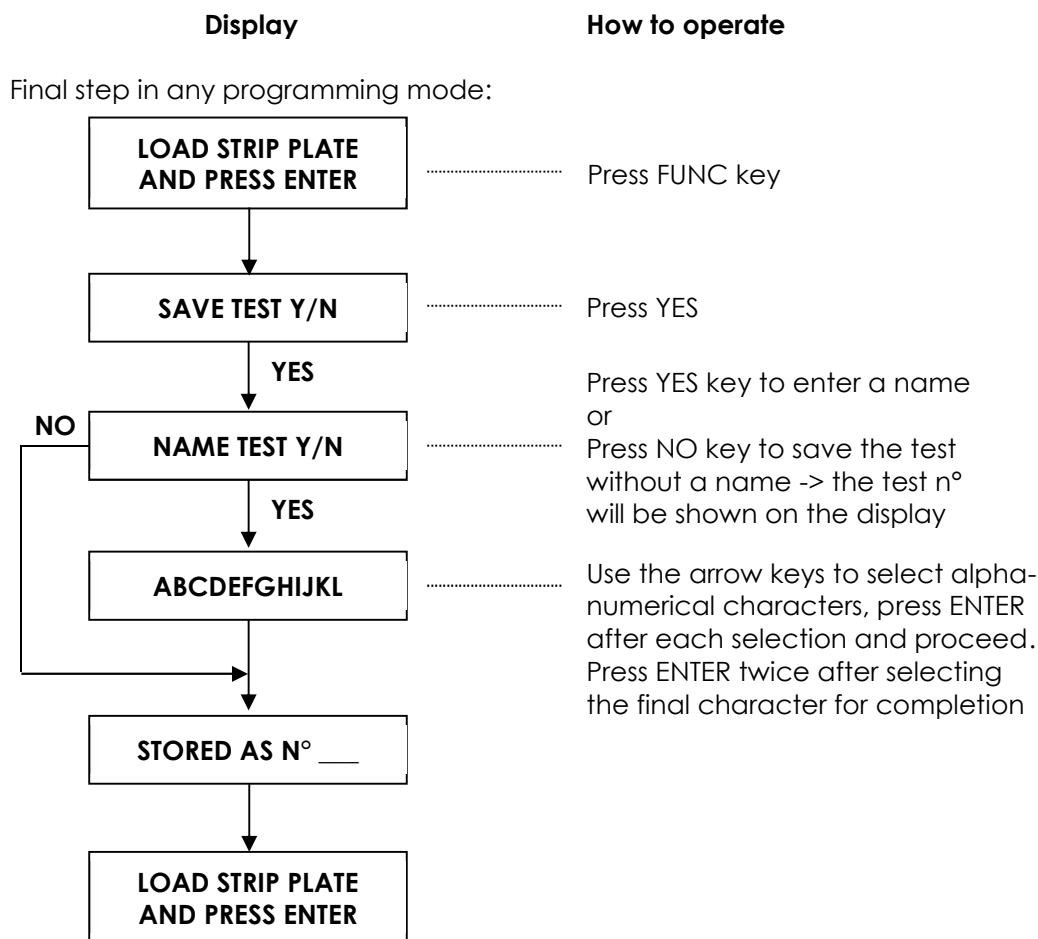 Display How to operate
Final step in any programming mode:
LOAD STRIP PLATE
AND PRESS ENTER
Press FUNC key
SAVE TEST Y/N
Press YES
YES
NO
NAME TEST Y/N
Press YES key to enter a name
or
Press NO key to save the test
without a name -> the test n°
will be shown on the display
YES
ABCDEFGHIJKL
Use the arrow keys to select alpha-
numerical characters, press ENTER
after each selection and proceed.
Press ENTER twice after selecting
the final character for completion
STORED AS N° ___
LOAD STRIP PLATE
AND PRESS ENTER